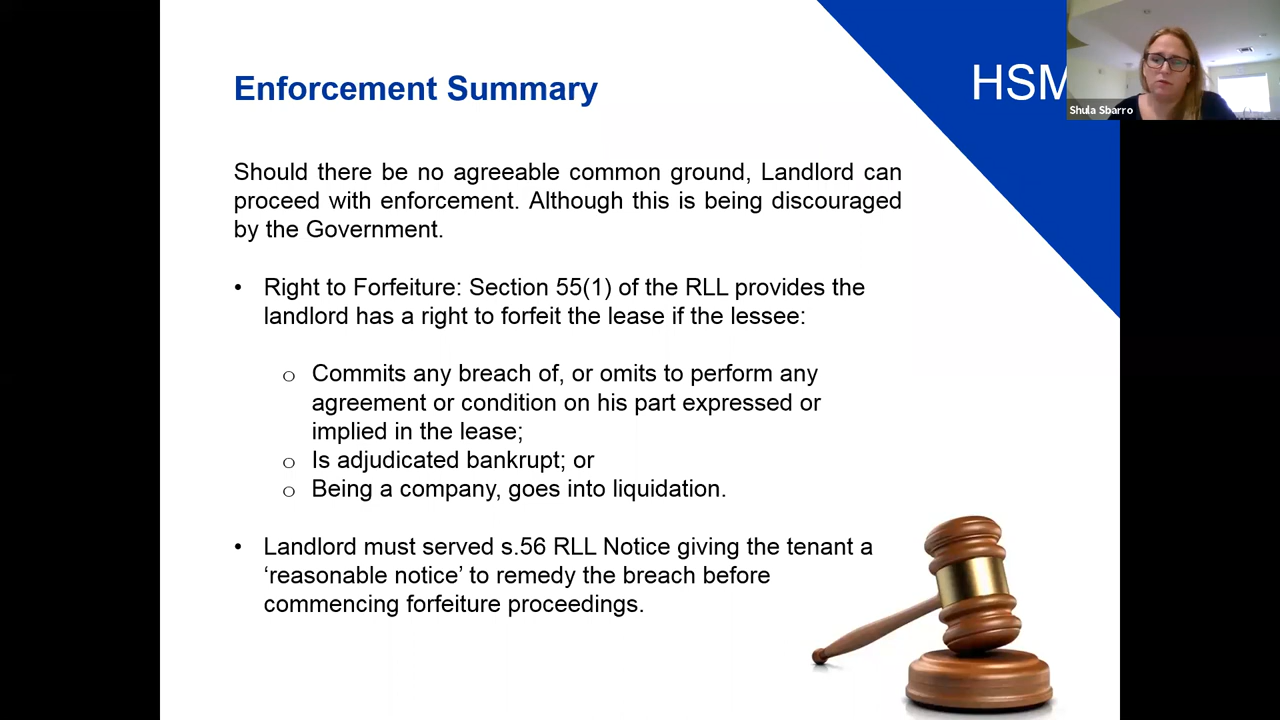 Enforcement Summary
HSM
Shula Sbarro
Should there be no agreeable common ground, Landlord can
proceed with enforcement. Although this is being discouraged
by the Government.
• Right to Forfeiture: Section 55(1) of the RLL provides the
landlord has a right to forfeit the lease if the lessee:
o Commits any breach of, or omits to perform any
agreement or condition on his part expressed or
implied in the lease;
o Is adjudicated bankrupt; or
o Being a company, goes into liquidation.
• Landlord must served s.56 RLL Notice giving the tenant a
‘reasonable notice’ to remedy the breach before
commencing forfeiture proceedings.